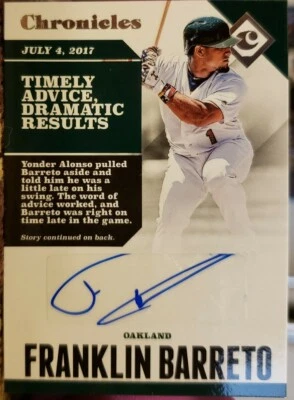 Chronicles
JULY 4, 2017
TIMELY
ADVICE,
DRAMATIC
RESULTS
1
Yonder Alonso pulled
Barreto aside and
told him he was a
little late on his
swing. The word of
advice worked, and
Barreto was right on
time late in the game.
Story continued on back.
OAKLAND
FRANKLIN BARRETO